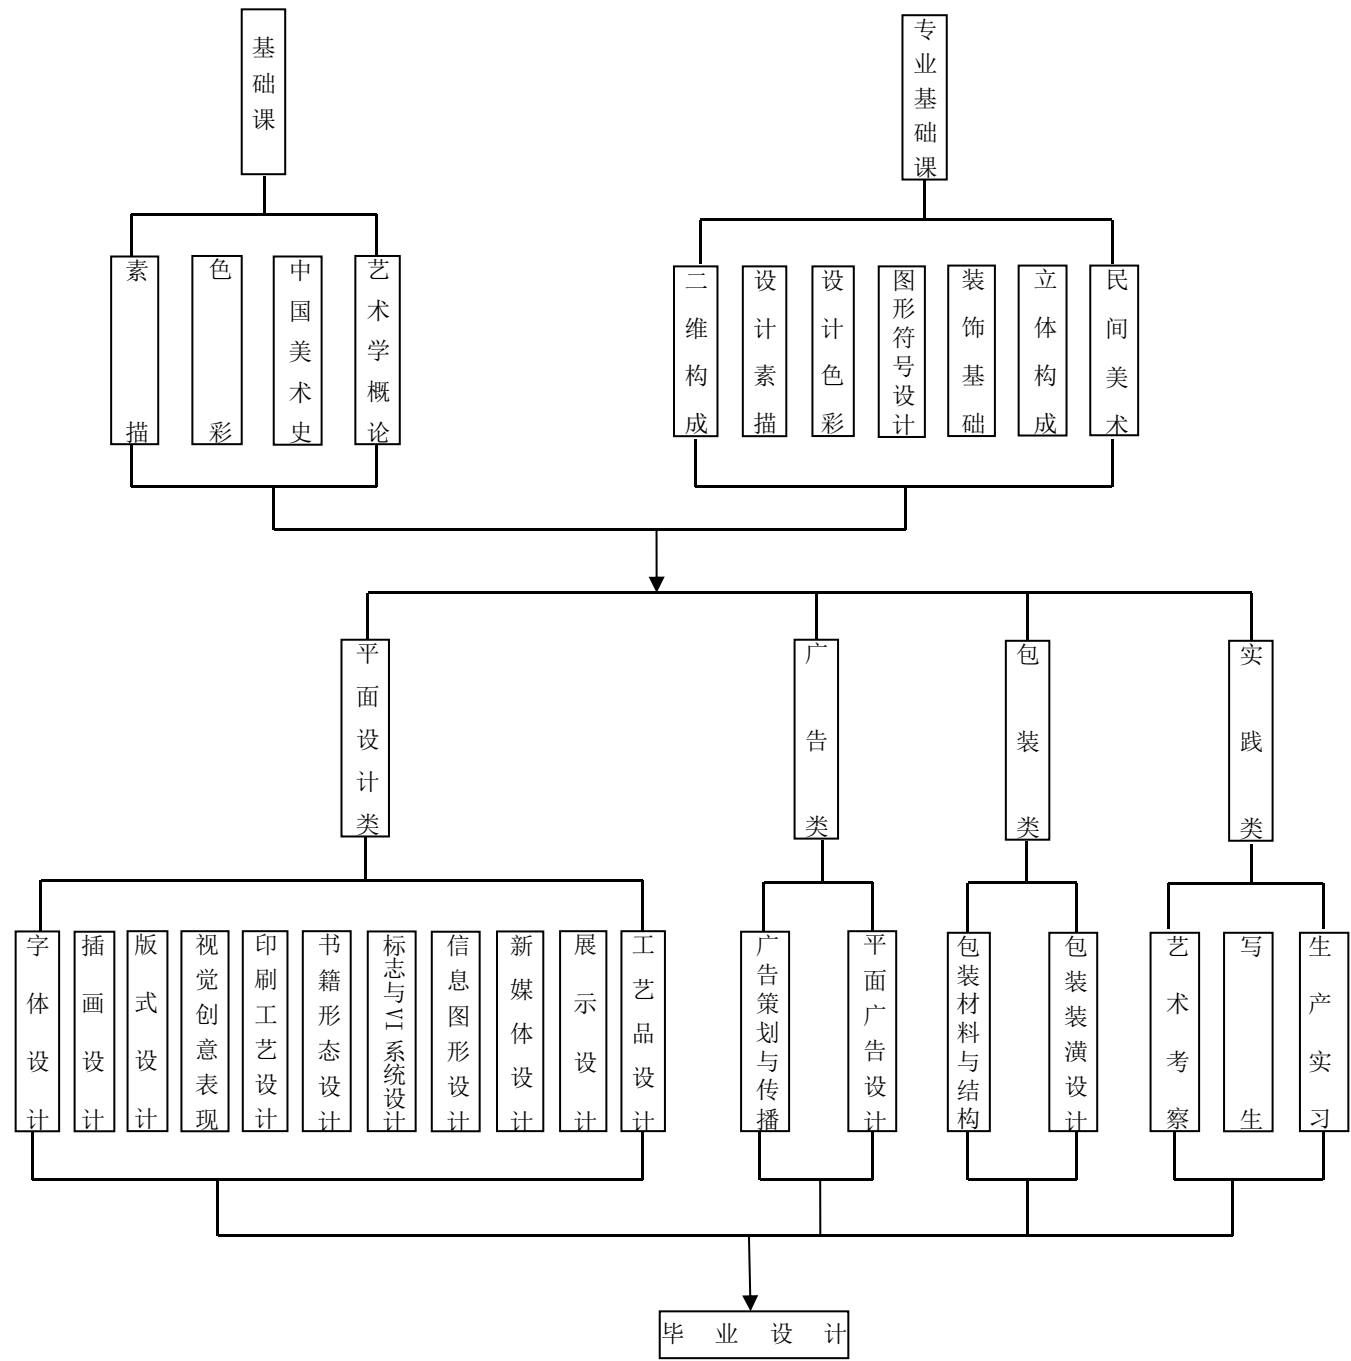 基础课
专业基础课
素描
色彩
中国美术史
艺术学概论
二维构成
设计素描
设计色彩
图形符号设计
装饰基础
立体构成
民间美术
平面设计类
广告类
包装类
实践类
字体设计
插画设计
版式设计
视觉创意表现
印刷工艺设计
书籍形态设计
标志与VI系统设计
信息图形设计
新媒体设计
展示设计
工艺品设计
广告策划与传播
平面广告设计
包装材料与结构
包装装潢设计
艺术考察
写生
生产实习
毕业设计